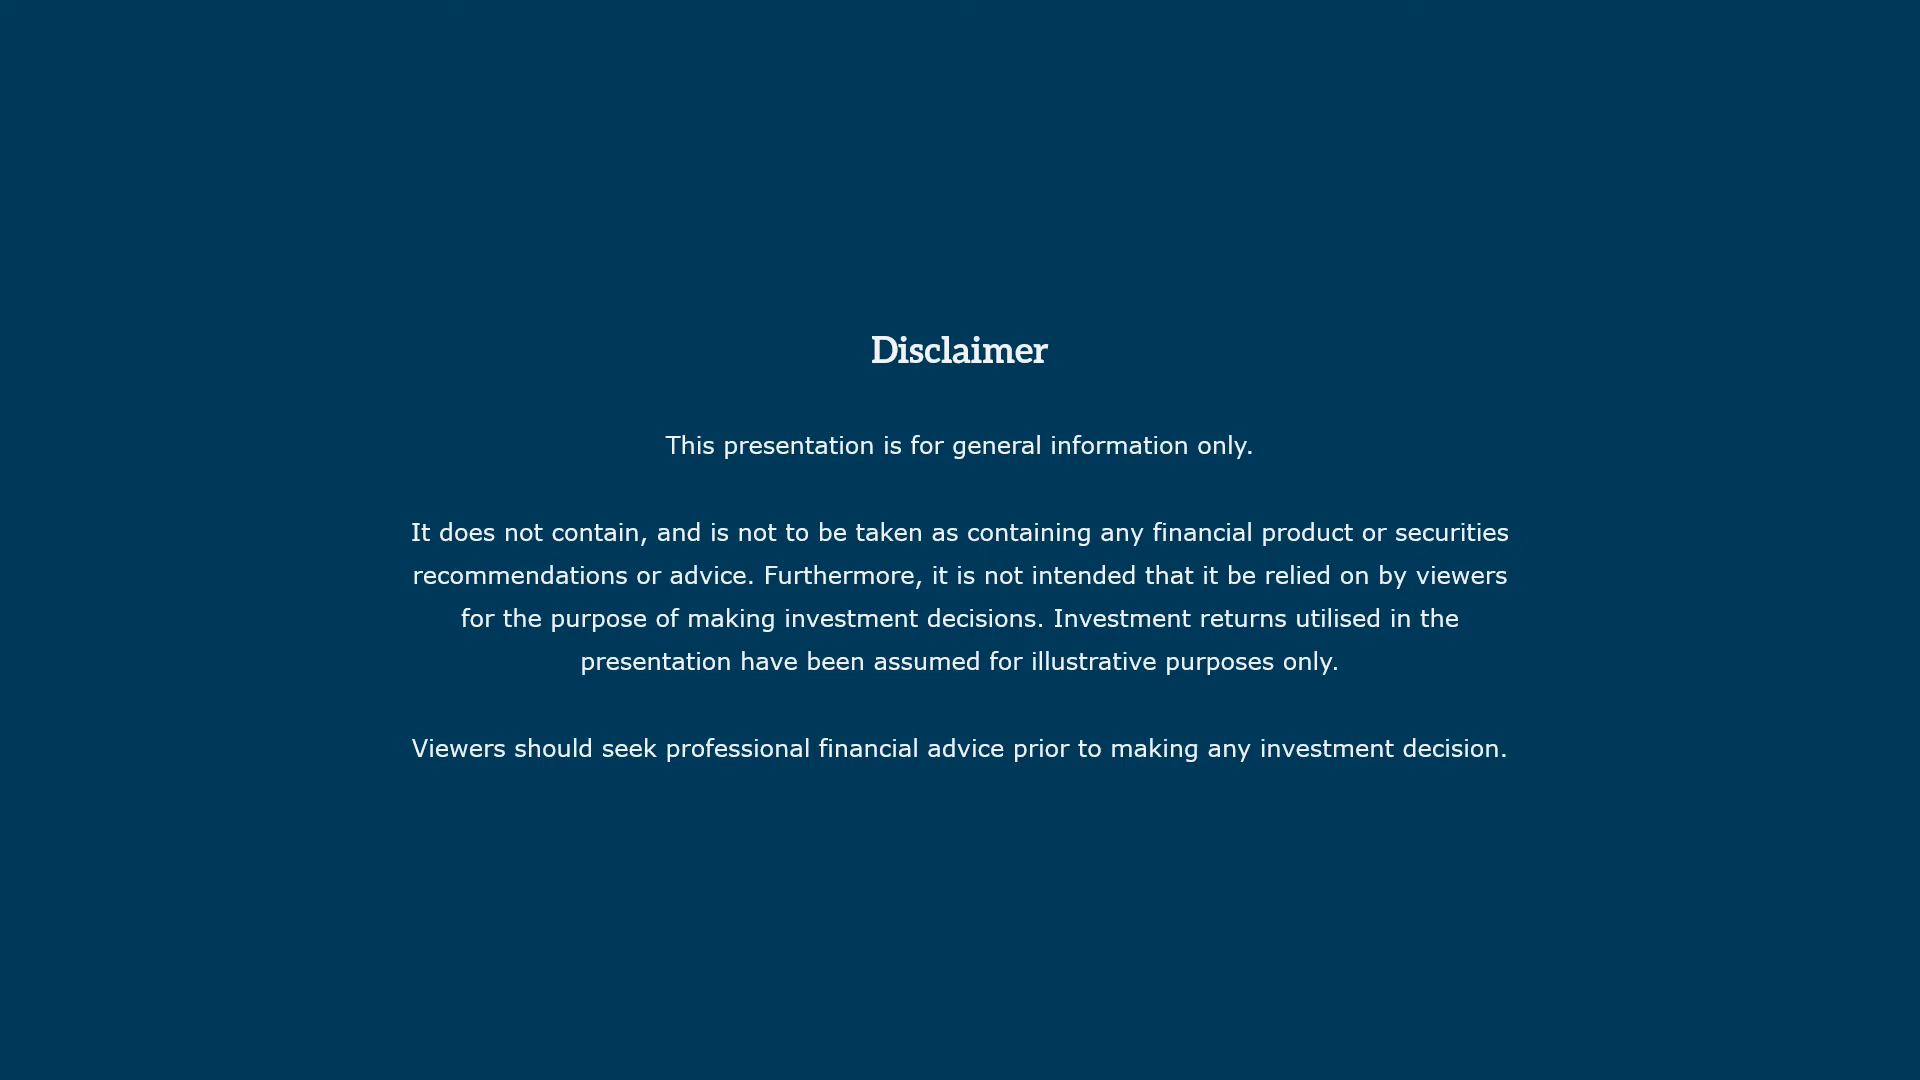 Disclaimer
This presentation is for general information only.
It does not contain, and is not to be taken as containing any financial product or securities
recommendations or advice. Furthermore, it is not intended that it be relied on by viewers
for the purpose of making investment decisions. Investment returns utilised in the
presentation have been assumed for illustrative purposes only.
Viewers should seek professional financial advice prior to making any investment decision.